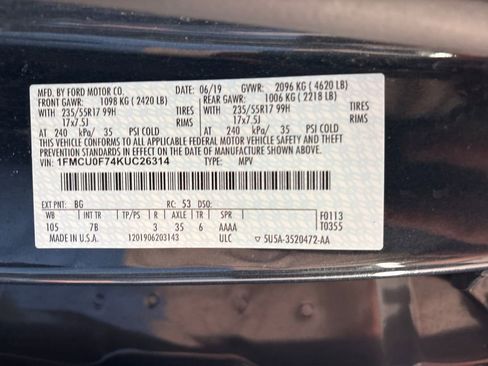 MFD. BY FORD MOTOR CO. 06/19 GVWR: 2096 KG ( 4620 LB)
FRONT GAWR: 1098 KG ( 2420 LB) REAR GAWR: 1006 KG ( 2218 LB)
WITH 235/55R17 99H TIRES WITH 235/55R17 99H TIRES
17x7.5J RIMS 17x7.5J RIMS
AT 240 kPa/ 35 PSI COLD AT 240 kPa/ 35 PSI COLD
THIS VEHICLE CONFORMS TO ALL APPLICABLE FEDERAL MOTOR VEHICLE SAFETY AND BUMPER STANDARDS IN EFFECT ON THE DATE OF MANUFACTURE SHOWN ABOVE.
VIN: 1FMCU0F74KUC26314 TYPE: MPV
EXT PNT: BG RC: 53 DSO:
WB INT TR TP/PS R AXLE TR SPR F0113
105 7B 3 35 6 AAAA T0355
MADE IN U.S.A. 1201906203143 ULC 5U5A-3520472-AA